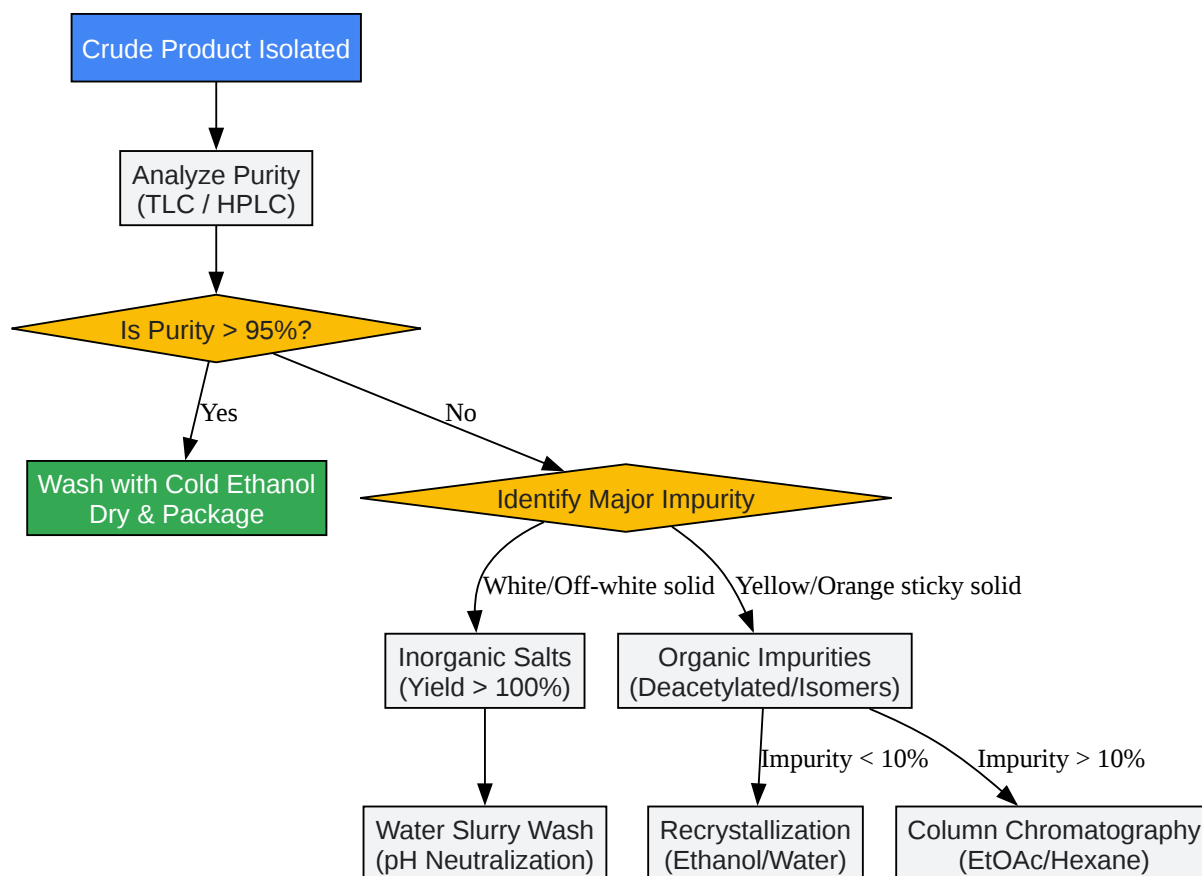 Crude Product Isolated
Analyze Purity
(TLC / HPLC)
Is Purity > 95%?
Yes
No
Wash with Cold Ethanol
Dry & Package
Identify Major Impurity
White/Off-white solid
Yellow/Orange sticky solid
Inorganic Salts
(Yield > 100%)
Organic Impurities
(Deacetylated/Isomers)
Impurity < 10%
Impurity > 10%
Water Slurry Wash
(pH Neutralization)
Recrystallization
(Ethanol/Water)
Column Chromatography
(EtOAc/Hexane)